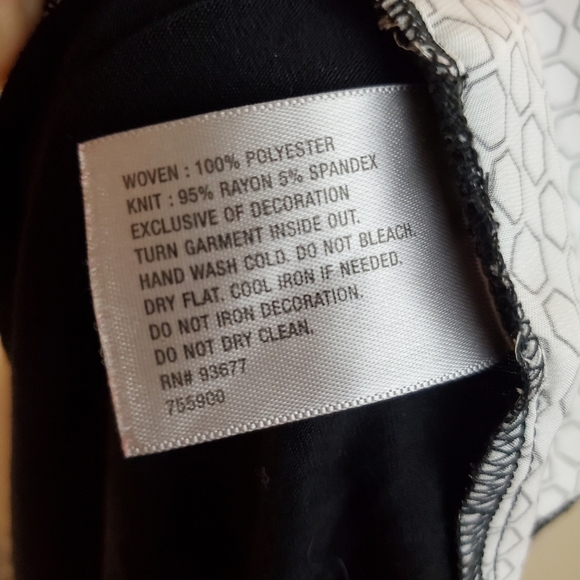 WOVEN : 100% POLYESTER
KNIT : 95% RAYON 5% SPANDEX
EXCLUSIVE OF DECORATION
TURN GARMENT INSIDE OUT.
HAND WASH COLD. DO NOT BLEACH.
DRY FLAT. COOL IRON IF NEEDED.
DO NOT IRON DECORATION.
DO NOT DRY CLEAN.
RN# 93677
755900